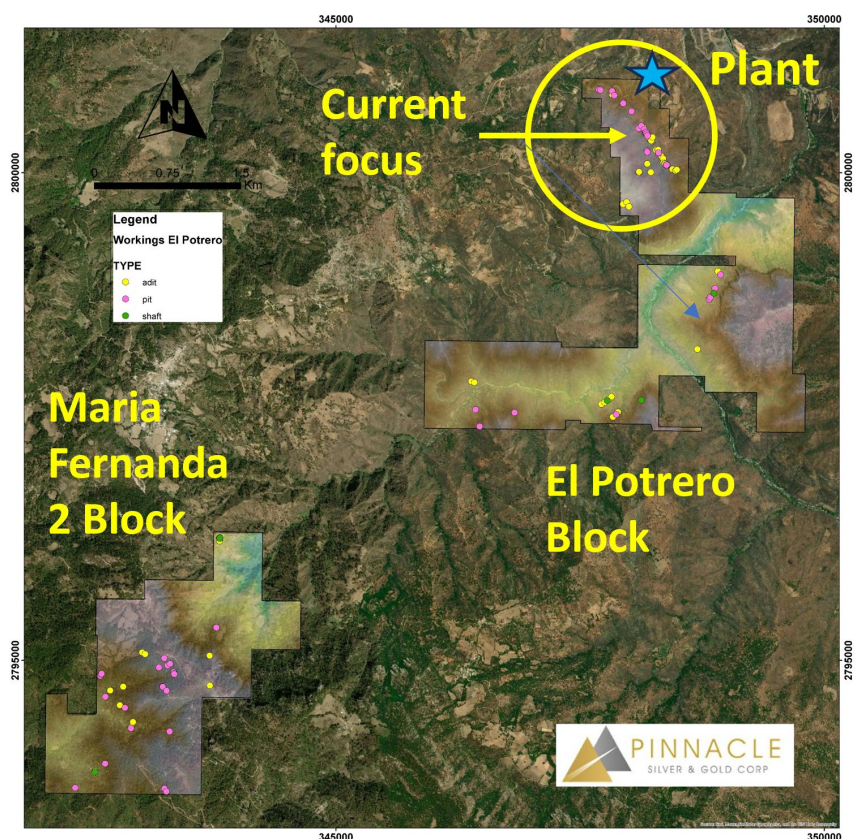 345000
350000
Plant
Current
focus
N
2800000
2800000
0 0.75 1.5
Km
Legend
Workings El Potrero
TYPE
adit
pit
shaft
Maria
Fernanda
2 Block
El Potrero
Block
2795000
2795000
PINNACLE
SILVER & GOLD CORP
345000
350000